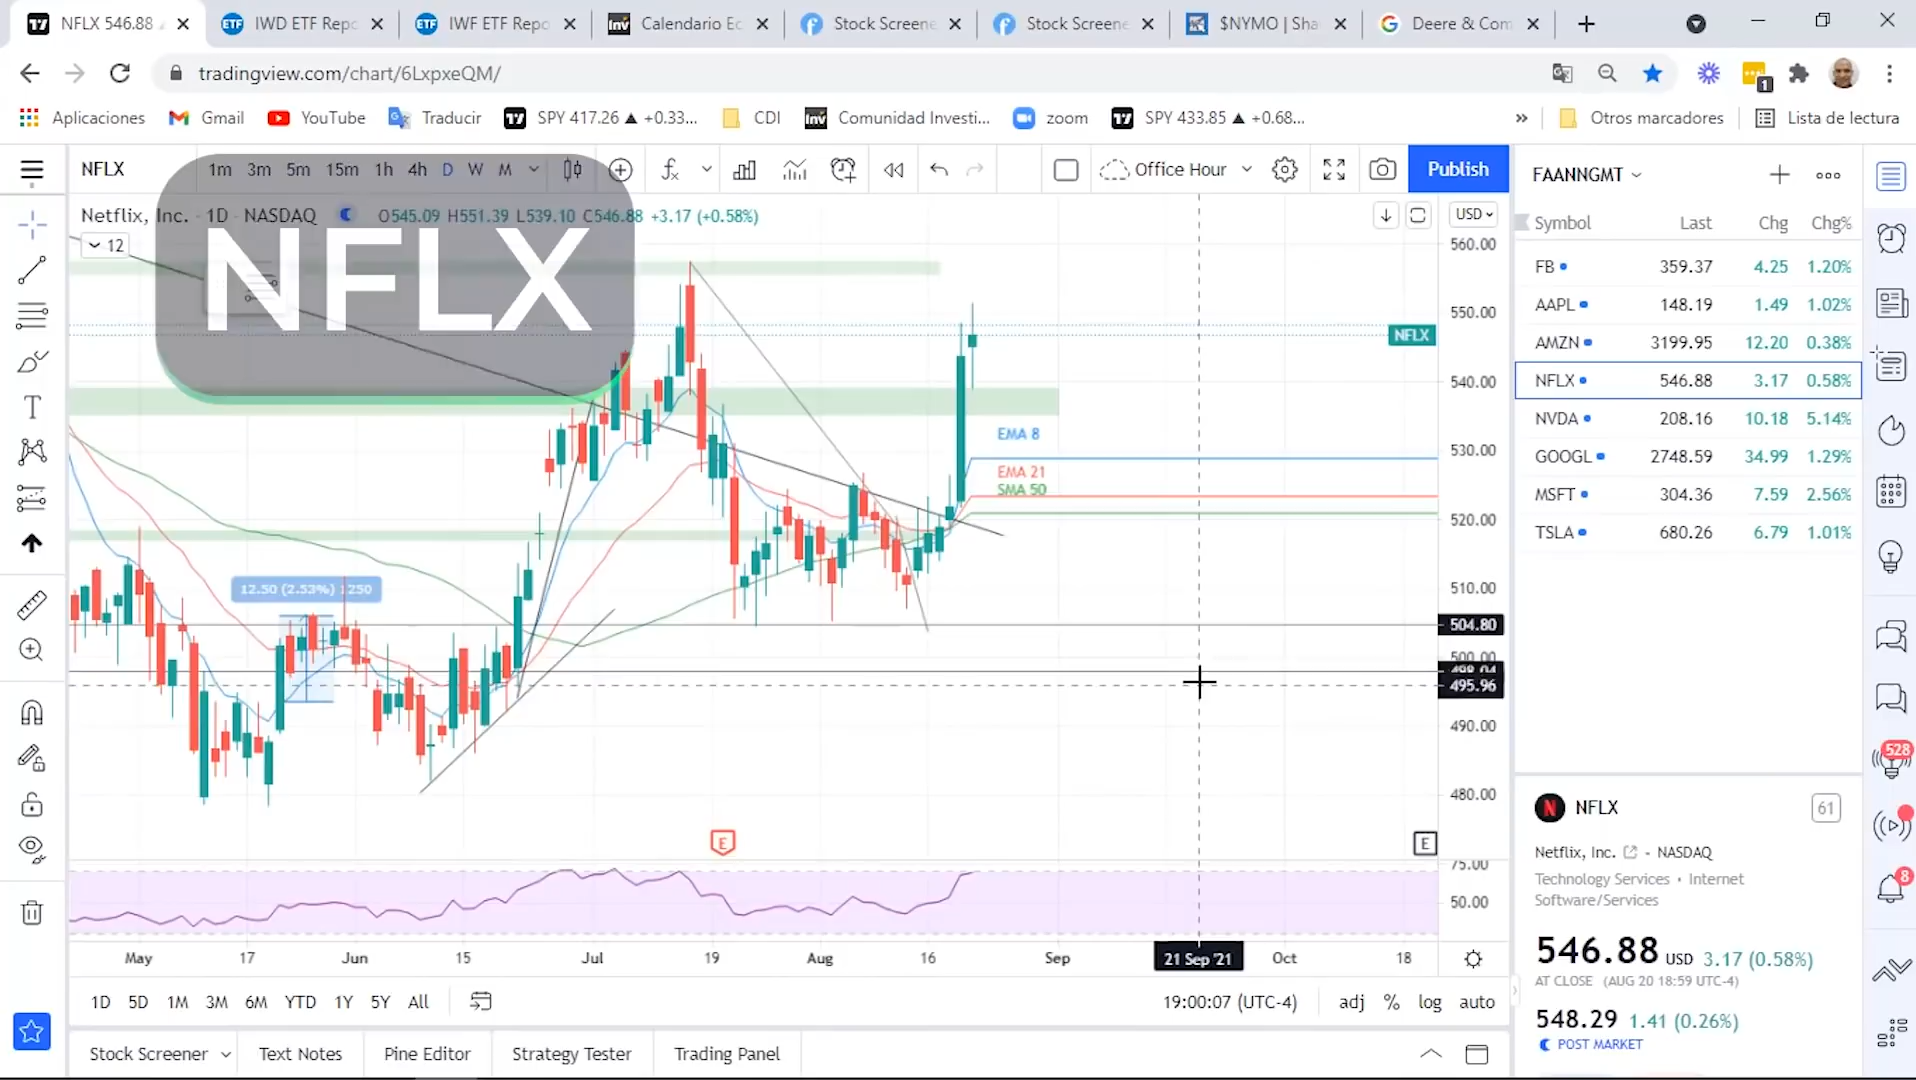 NFLX 546.88
IWD ETF Repo
IWF ETF Repo
Calendario Ec
Stock Screene
Stock Screene
$NYMO | Sha
Deere & Com
tradingview.com/chart/6LxpxeQM/
1
Aplicaciones
Gmail
YouTube
Traducir
SPY 417.26 ▲ +0.33...
CDI
Comunidad Investi...
zoom
SPY 433.85 ▲ +0.68...
»
Otros marcadores
Lista de lectura
NFLX
1m 3m 5m 15m 1h 4h D W M
Office Hour
Publish
Netflix, Inc. · 1D · NASDAQ
O545.09 H551.39 L539.10 C546.88 +3.17 (+0.58%)
12
NFLX
USD
560.00
550.00
NFLX
540.00
530.00
520.00
510.00
504.80
500.00
498.04
495.96
490.00
480.00
75.00
50.00
EMA 8
EMA 21
SMA 50
12.50 (2.53%) 1250
E
E
May 17 Jun 15 Jul 19 Aug 16 Sep 21 Sep '21 Oct 18
1D 5D 1M 3M 6M YTD 1Y 5Y All
19:00:07 (UTC-4)
adj % log auto
Stock Screener
Text Notes
Pine Editor
Strategy Tester
Trading Panel
FAANNGMT
Symbol Last Chg Chg%
FB 359.37 4.25 1.20%
AAPL 148.19 1.49 1.02%
AMZN 3199.95 12.20 0.38%
NFLX 546.88 3.17 0.58%
NVDA 208.16 10.18 5.14%
GOOGL 2748.59 34.99 1.29%
MSFT 304.36 7.59 2.56%
TSLA 680.26 6.79 1.01%
NFLX
61
Netflix, Inc. · NASDAQ
Technology Services · Internet
Software/Services
546.88 USD 3.17 (0.58%)
AT CLOSE (AUG 20 18:59 UTC-4)
548.29 1.41 (0.26%)
POST MARKET
528
8